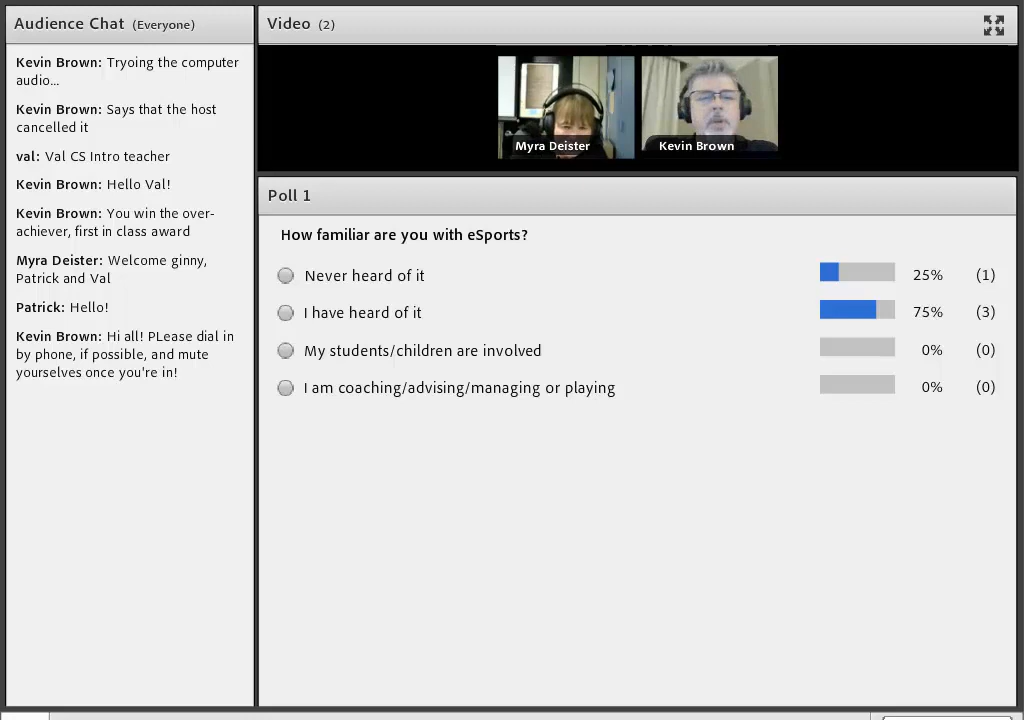 Audience Chat (Everyone)
Kevin Brown: Tryoing the computer
audio...
Kevin Brown: Says that the host
cancelled it
val: Val CS Intro teacher
Kevin Brown: Hello Val!
Kevin Brown: You win the over-
achiever, first in class award
Myra Deister: Welcome ginny,
Patrick and Val
Patrick: Hello!
Kevin Brown: Hi all! PLease dial in
by phone, if possible, and mute
yourselves once you're in!
Video (2)
Myra Deister
Kevin Brown
Poll 1
How familiar are you with eSports?
Never heard of it 25% (1)
I have heard of it 75% (3)
My students/children are involved 0% (0)
I am coaching/advising/managing or playing 0% (0)